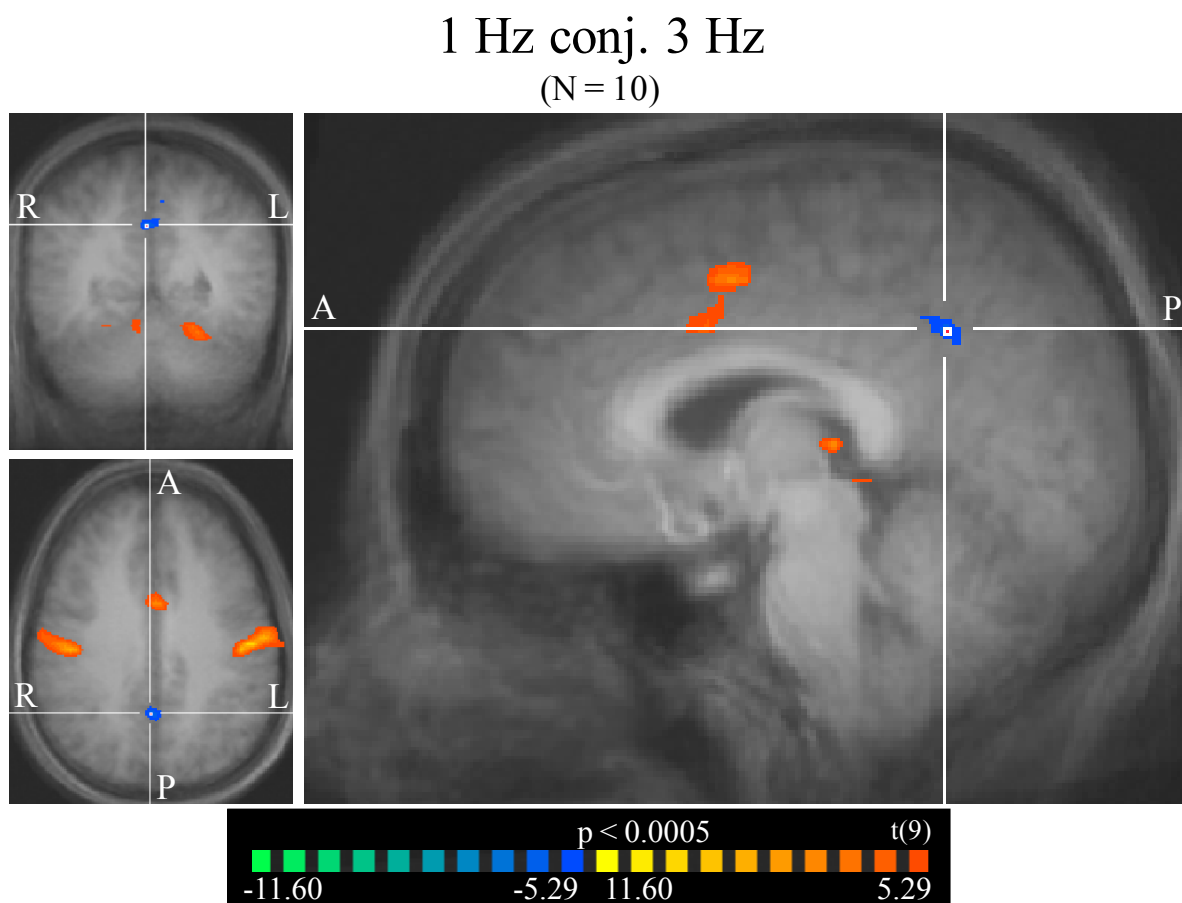 1 Hz conj. 3 Hz
(N = 10)
R L
A P
A
R L
P
p < 0.0005 t(9)
-11.60 -5.29 11.60 5.29